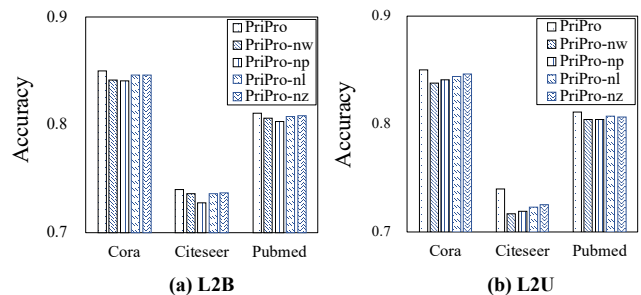 0.9
0.8
0.7
Accuracy
PriPro
PriPro-nw
PriPro-np
PriPro-nl
PriPro-nz
Cora Citeseer Pubmed
(a) L2B
0.9
0.8
0.7
Accuracy
PriPro
PriPro-nw
PriPro-np
PriPro-nl
PriPro-nz
Cora Citeseer Pubmed
(b) L2U